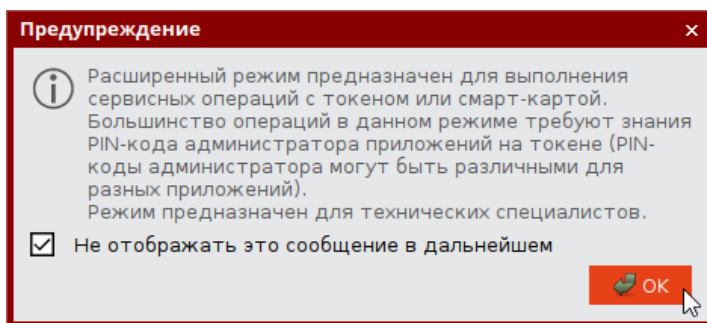 Предупреждение
Расширенный режим предназначен для выполнения
сервисных операций с токеном или смарт-картой.
Большинство операций в данном режиме требуют знания
PIN-кода администратора приложений на токене (PIN-
коды администратора могут быть различными для
разных приложений).
Режим предназначен для технических специалистов.
Не отображать это сообщение в дальнейшем
ОК